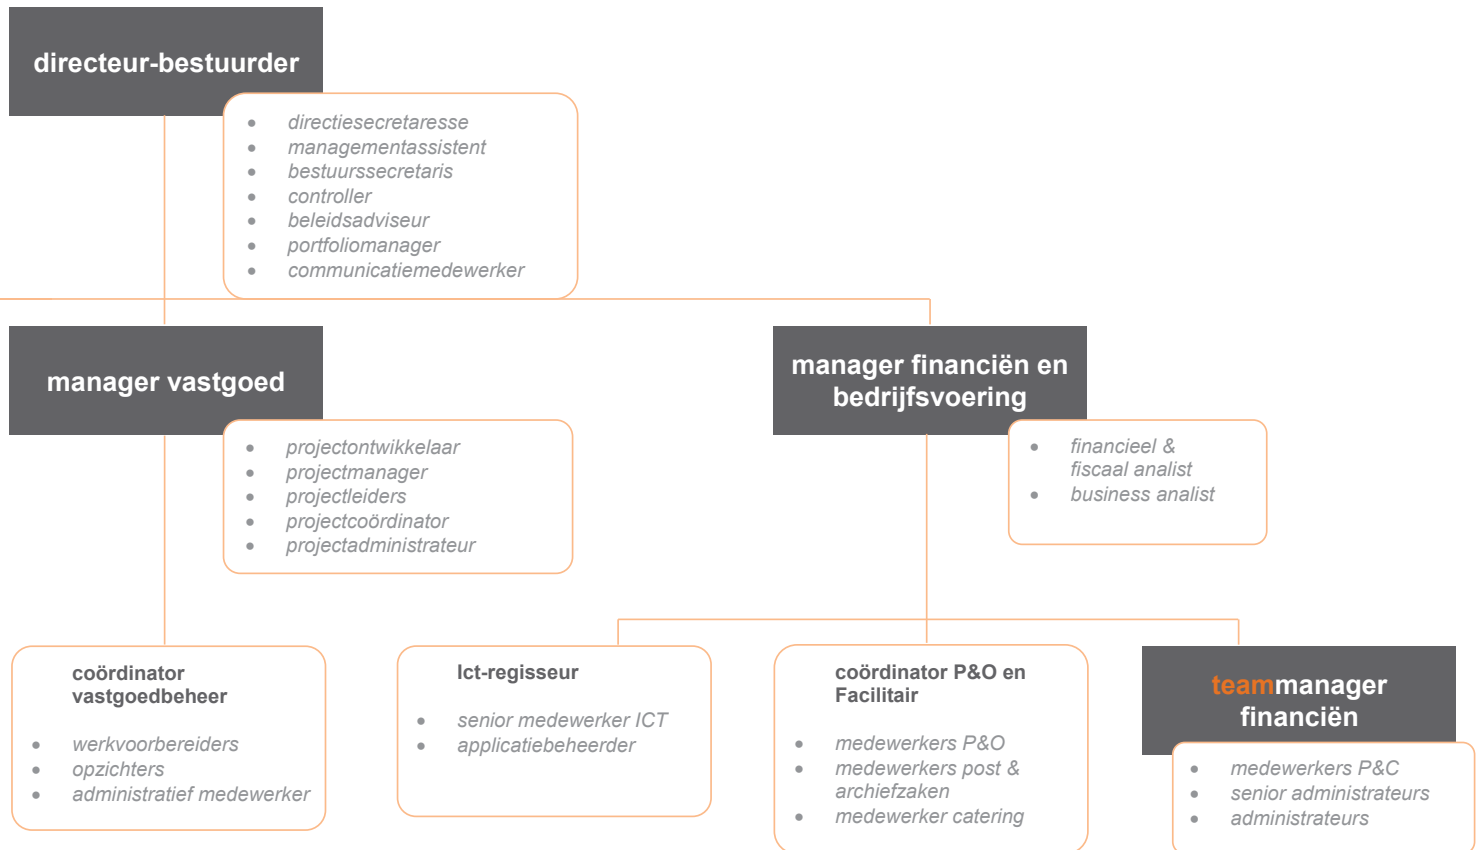 directeur-bestuurder
• directiesecretaresse
• managementassistent
• bestuurssecretaris
• controller
• beleidsadviseur
• portfoliomanager
• communicatiemedewerker
manager vastgoed
• projectontwikkelaar
• projectmanager
• projectleiders
• projectcoördinator
• projectadministrateur
manager financiën en
bedrijfsvoering
• financieel &
fiscaal analist
• business analist
coördinator
vastgoedbeheer
• werkvoorbereiders
• opzichters
• administratief medewerker
Ict-regisseur
• senior medewerker ICT
• applicatiebeheerder
coördinator P&O en
Facilitair
• medewerkers P&O
• medewerkers post &
archiefzaken
• medewerker catering
teammanager
financiën
• medewerkers P&C
• senior administrateurs
• administrateurs